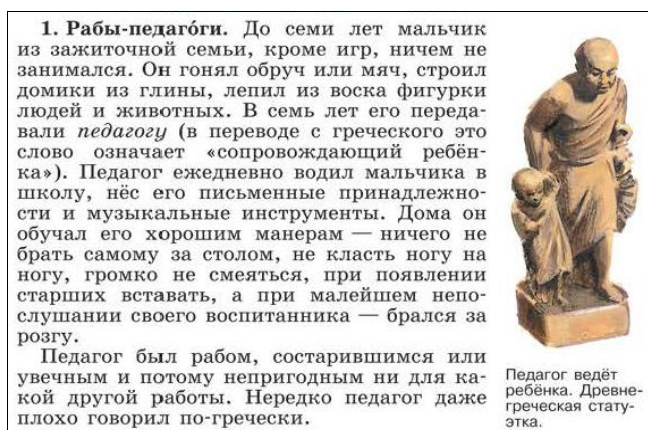 1. Рабы-педаго́ги. До семи лет мальчик
из зажиточной семьи, кроме игр, ничем не
занимался. Он гонял обруч или мяч, строил
домики из глины, лепил из воска фигурки
людей и животных. В семь лет его переда-
вали педагогу (в переводе с греческого это
слово означает «сопровождающий ребён-
ка»). Педагог ежедневно водил мальчика в
школу, нёс его письменные принадлежно-
сти и музыкальные инструменты. Дома он
обучал его хорошим манерам — ничего не
брать самому за столом, не класть ногу на
ногу, громко не смеяться, при появлении
старших вставать, а при малейшем непо-
слушании своего воспитанника — брался за
розгу.
Педагог был рабом, состарившимся или
увечным и потому непригодным ни для ка-
кой другой работы. Нередко педагог даже
плохо говорил по-гречески.
Педагог ведёт
ребёнка. Древне-
греческая стату-
этка.